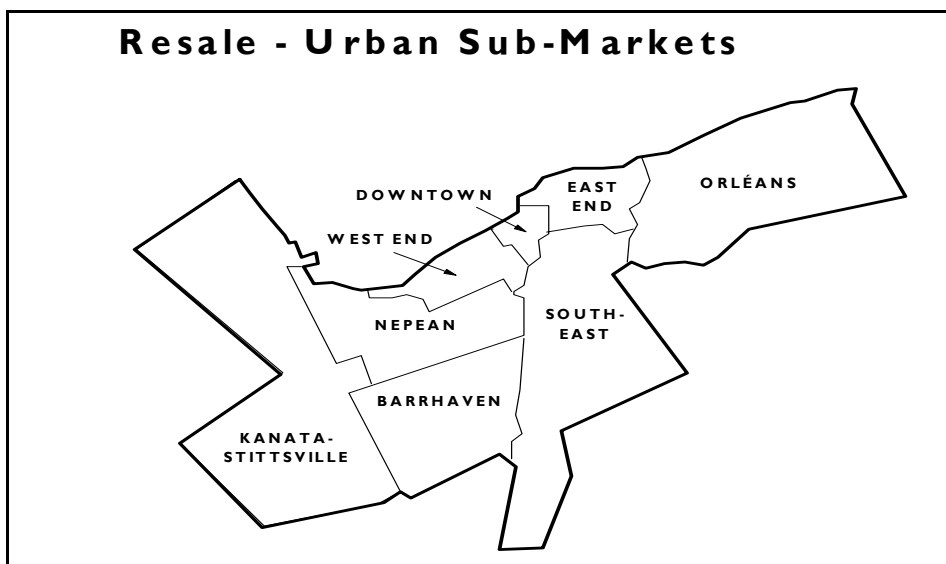 Resale - Urban Sub-Markets
ORLÉANS
EAST
END
DOWNTOWN
WEST END
NEPEAN
SOUTH-
EAST
BARRHAVEN
KANATA-
STITTSVILLE